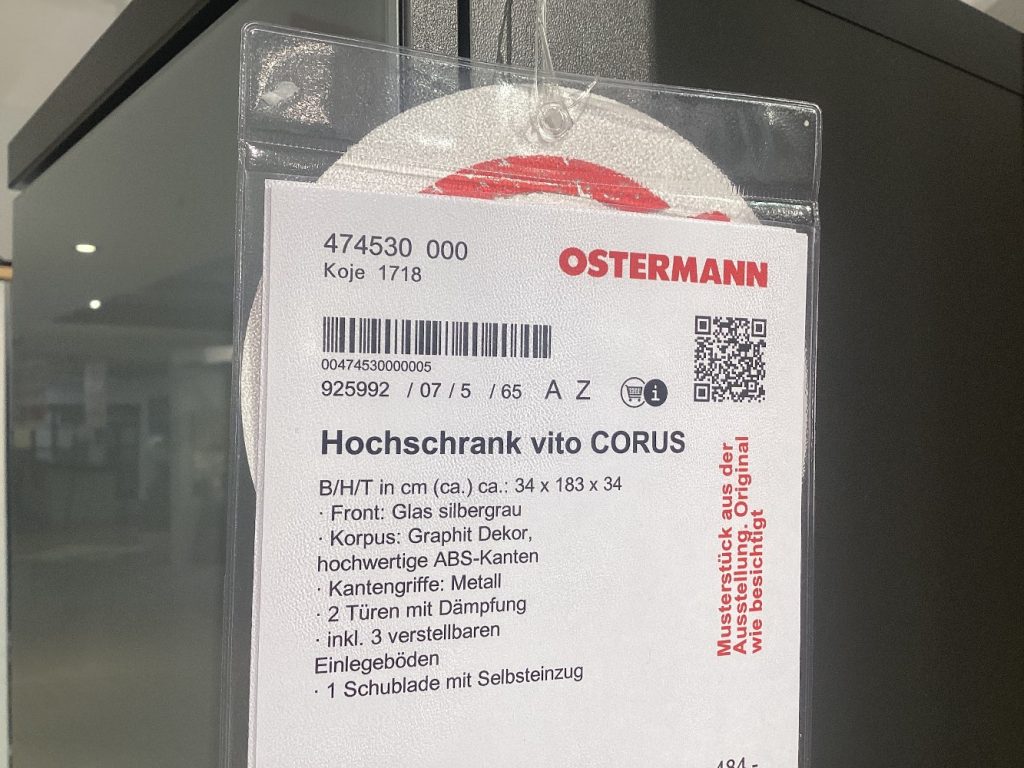 474530 000
Koje 1718
OSTERMANN
00474530000005
925992 / 07 / 5 / 65 A Z
i
Hochschrank vito CORUS
B/H/T in cm (ca.) ca.: 34 x 183 x 34
· Front: Glas silbergrau
· Korpus: Graphit Dekor,
hochwertige ABS-Kanten
· Kantengriffe: Metall
· 2 Türen mit Dämpfung
· inkl. 3 verstellbaren
Einlegeböden
· 1 Schublade mit Selbsteinzug
Musterstück aus der
Ausstellung. Original
wie besichtigt
484,-